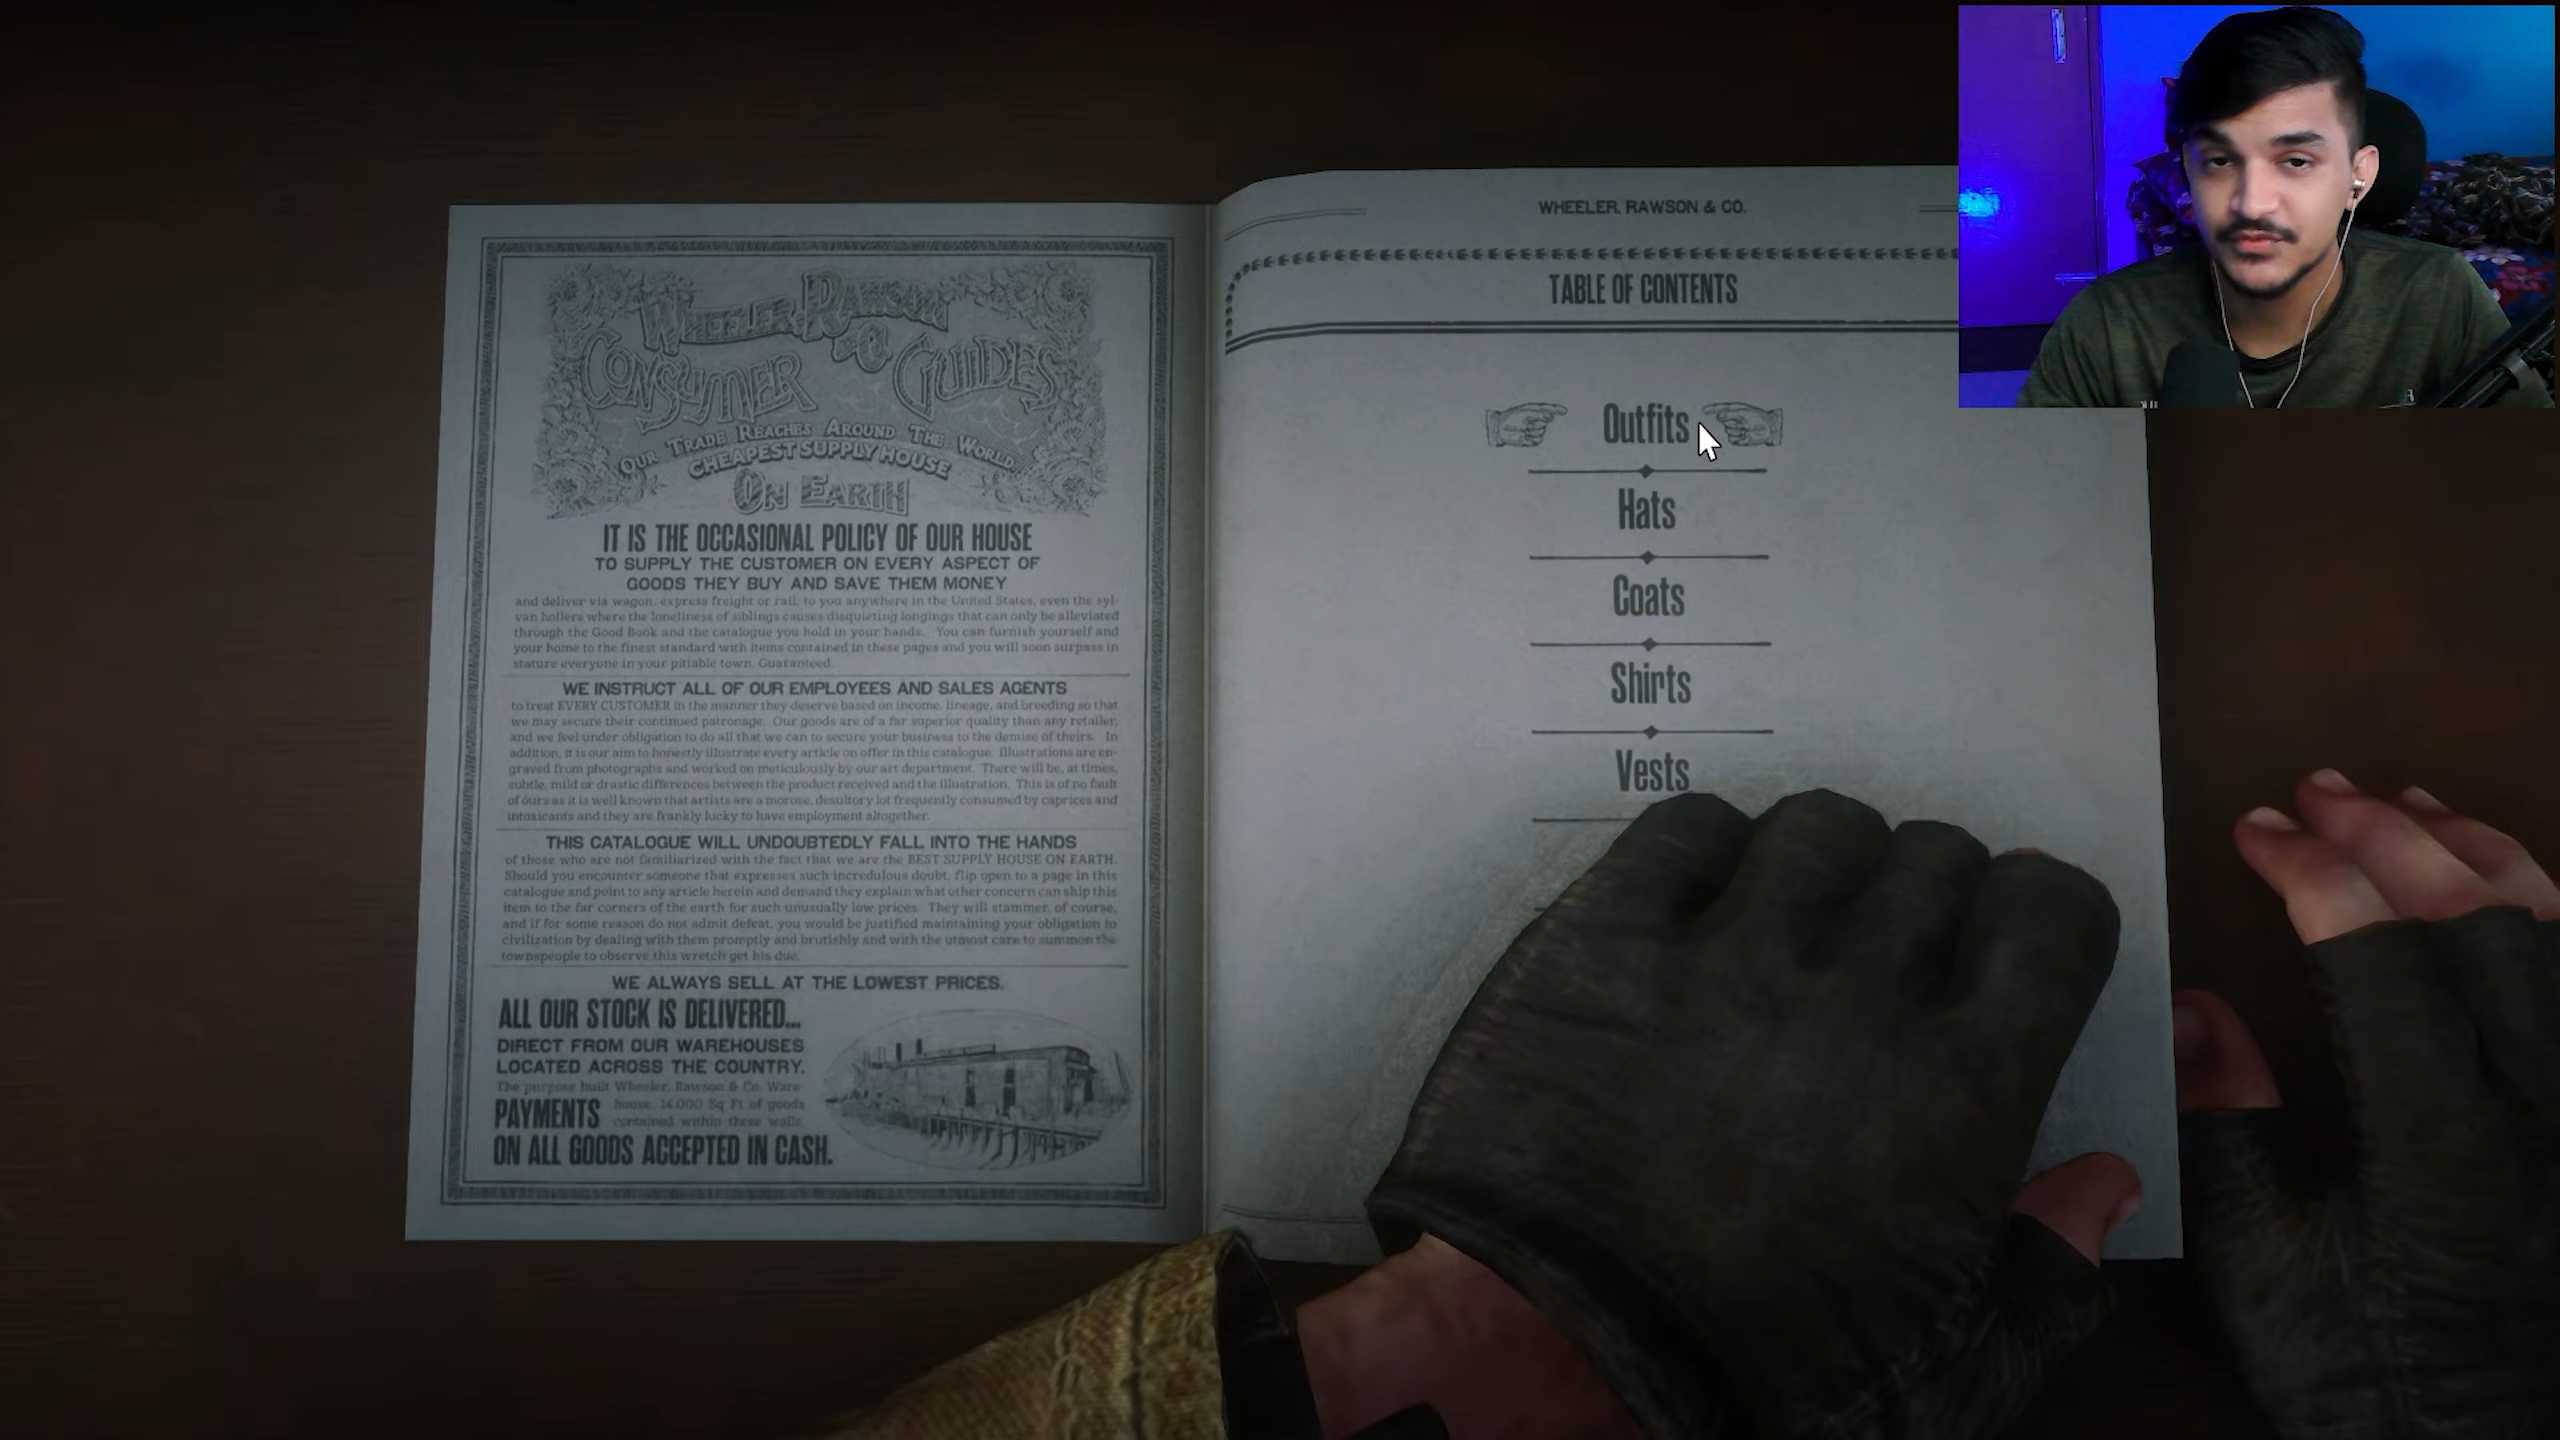 WHEELER, RAWSON
& CO.
CONSUMER GUIDES
OUR TRADE REACHES AROUND THE WORLD
CHEAPEST SUPPLY HOUSE
ON EARTH
IT IS THE OCCASIONAL POLICY OF OUR HOUSE
TO SUPPLY THE CUSTOMER ON EVERY ASPECT OF
GOODS THEY BUY AND SAVE THEM MONEY
and deliver via wagon, express freight or rail, to you anywhere in the United States, even the syl-
van hollers where the loneliness of siblings causes disquieting longings that can only be alleviated
through the Good Book and the catalogue you hold in your hands. You can furnish yourself and
your home to the finest standard with items contained in these pages and you will soon surpass in
stature everyone in your pitiable town. Guaranteed.
WE INSTRUCT ALL OF OUR EMPLOYEES AND SALES AGENTS
to treat EVERY CUSTOMER in the manner they deserve based on income, lineage, and breeding so that
we may secure their continued patronage. Our goods are of a far superior quality than any retailer,
and we feel under obligation to do all that we can to secure your business to the demise of theirs. In
addition, it is our aim to honestly illustrate every article on offer in this catalogue. Illustrations are en-
graved from photographs and worked on meticulously by our art department. There will be, at times,
subtle, mild or drastic differences between the product received and the illustration. This is of no fault
of ours as it is well known that artists are a morose, desultory lot frequently consumed by caprices and
intoxicants and they are frankly lucky to have employment altogether.
THIS CATALOGUE WILL UNDOUBTEDLY FALL INTO THE HANDS
of those who are not familiarized with the fact that we are the BEST SUPPLY HOUSE ON EARTH.
Should you encounter someone that expresses such incredulous doubt, flip open to a page in this
catalogue and point to any article herein and demand they explain what other concern can ship this
item to the far corners of the earth for such unusually low prices. They will stammer, of course,
and if for some reason do not admit defeat, you would be justified maintaining your obligation to
civilization by dealing with them promptly and brutishly and with the utmost care to summon the
townspeople to observe this wretch get his due.
WE ALWAYS SELL AT THE LOWEST PRICES.
ALL OUR STOCK IS DELIVERED...
DIRECT FROM OUR WAREHOUSES
LOCATED ACROSS THE COUNTRY.
The purpose built Wheeler, Rawson & Co. Ware-
PAYMENTS house, 14,000 Sq Ft of goods
contained within these walls.
ON ALL GOODS ACCEPTED IN CASH.
WHEELER, RAWSON & CO.
TABLE OF CONTENTS
Outfits
Hats
Coats
Shirts
Vests